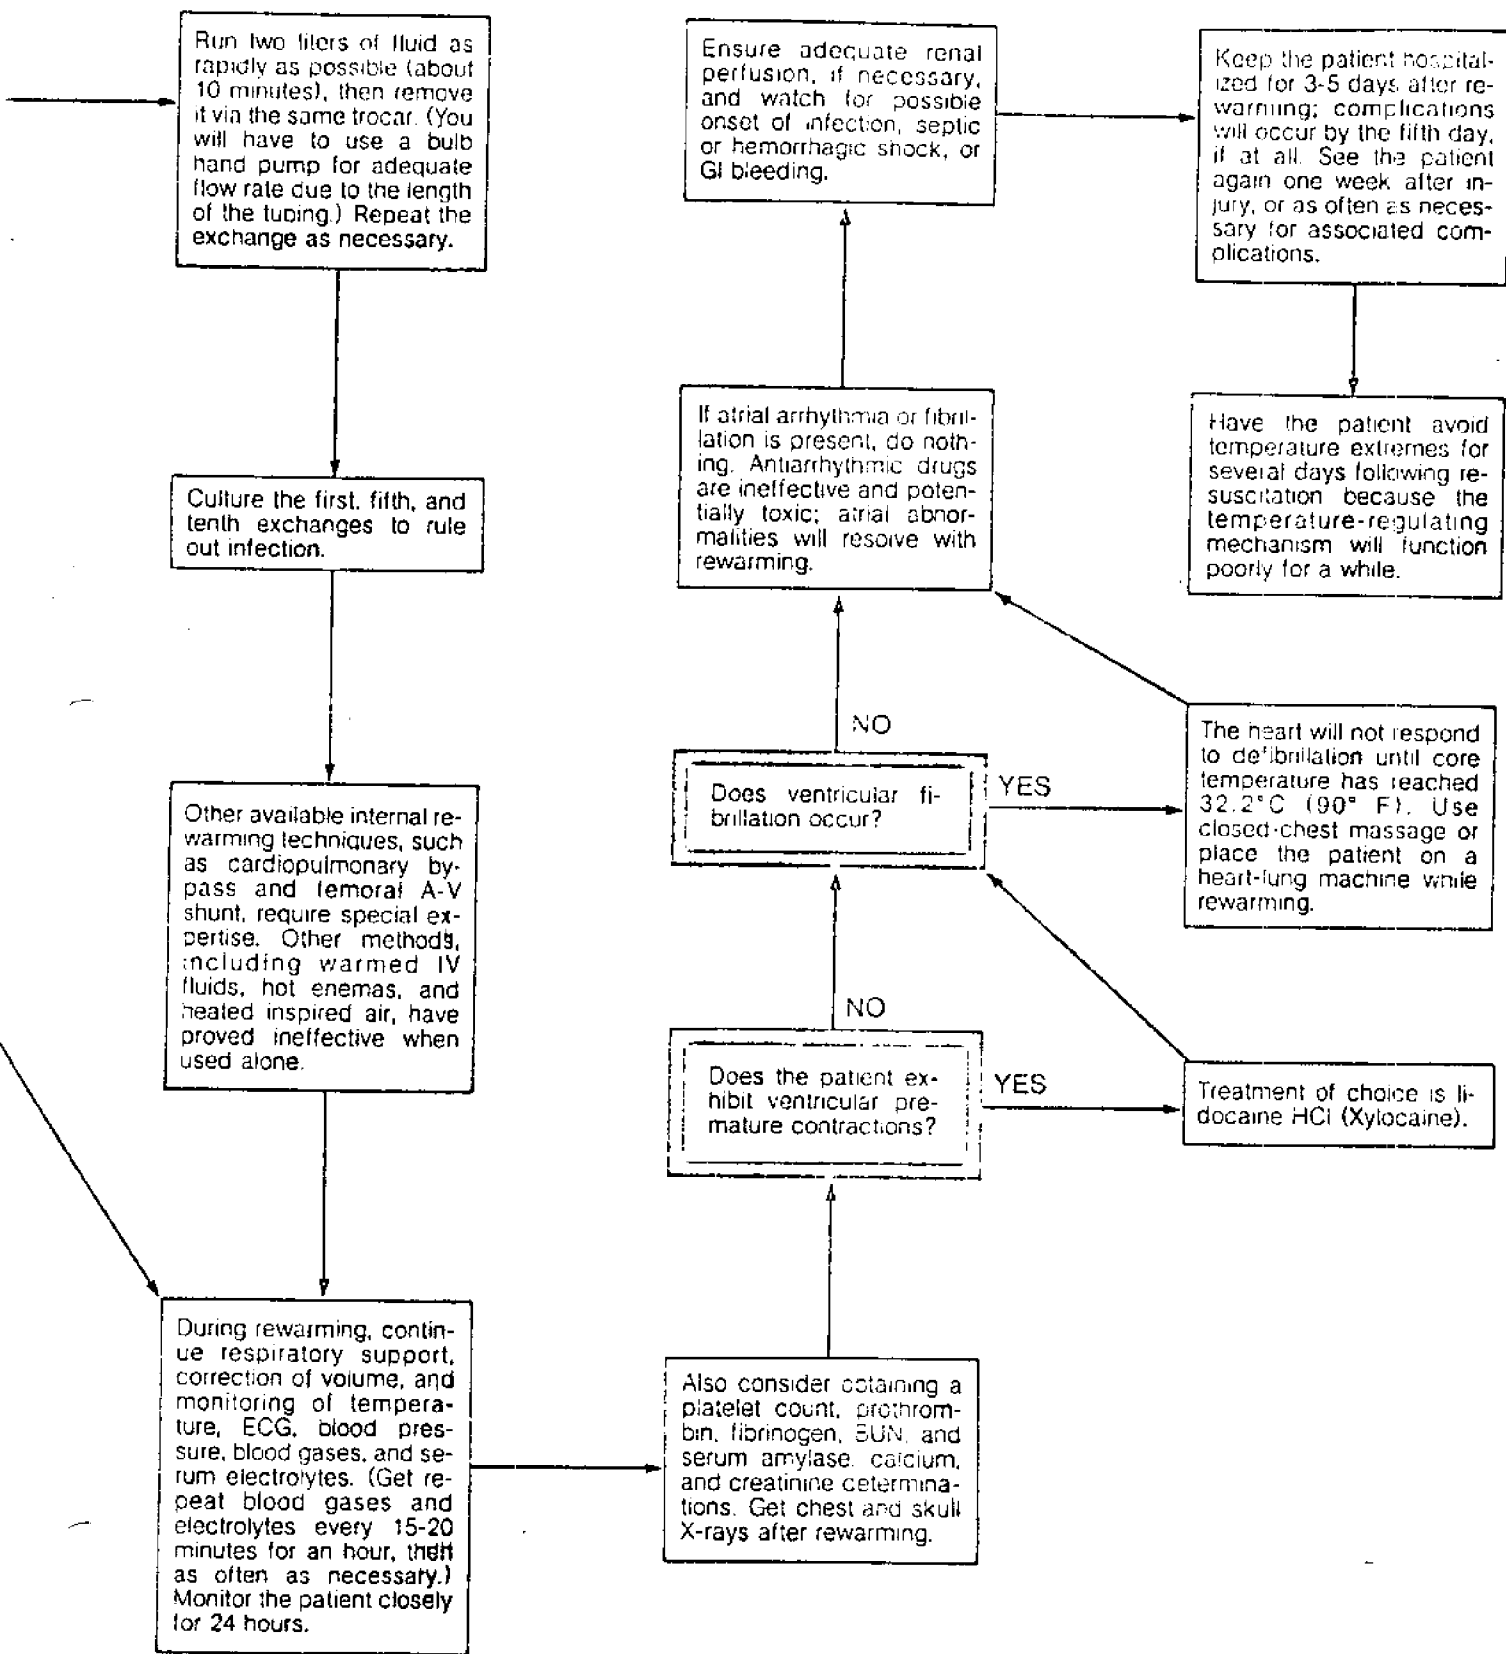 Run two liters of fluid as
rapidly as possible (about
10 minutes), then remove
it via the same trocar. (You
will have to use a bulb
hand pump for adequate
flow rate due to the length
of the tubing.) Repeat the
exchange as necessary.
Culture the first, fifth, and
tenth exchanges to rule
out infection.
Other available internal re-
warming techniques, such
as cardiopulmonary by-
pass and femoral A-V
shunt, require special ex-
pertise. Other methods,
including warmed IV
fluids, hot enemas, and
heated inspired air, have
proved ineffective when
used alone.
During rewarming, contin-
ue respiratory support,
correction of volume, and
monitoring of tempera-
ture, ECG, blood pres-
sure, blood gases, and se-
rum electrolytes. (Get re-
peat blood gases and
electrolytes every 15-20
minutes for an hour, then
as often as necessary.)
Monitor the patient closely
for 24 hours.
Also consider obtaining a
platelet count, prothrom-
bin, fibrinogen, BUN, and
serum amylase, calcium,
and creatinine determina-
tions. Get chest and skull
X-rays after rewarming.
Does the patient ex-
hibit ventricular pre-
mature contractions?
YES
Treatment of choice is li-
docaine HCl (Xylocaine).
NO
Does ventricular fi-
brillation occur?
YES
The heart will not respond
to defibrillation until core
temperature has reached
32.2°C (90° F). Use
closed-chest massage or
place the patient on a
heart-lung machine while
rewarming.
NO
If atrial arrhythmia or fibril-
lation is present, do noth-
ing. Antiarrhythmic drugs
are ineffective and poten-
tially toxic; atrial abnor-
malities will resolve with
rewarming.
Ensure adequate renal
perfusion, if necessary,
and watch for possible
onset of infection, septic
or hemorrhagic shock, or
GI bleeding.
Keep the patient hospital-
ized for 3-5 days after re-
warming; complications
will occur by the fifth day,
if at all. See the patient
again one week after in-
jury, or as often as neces-
sary for associated com-
plications.
Have the patient avoid
temperature extremes for
several days following re-
suscitation because the
temperature-regulating
mechanism will function
poorly for a while.